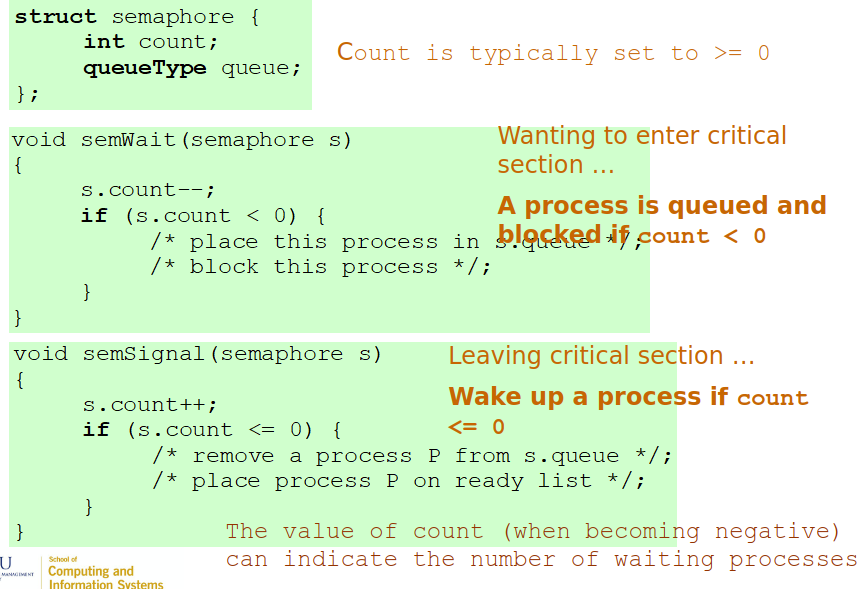 struct semaphore {
int count;
queueType queue;
};
Count is typically set to >= 0
void semWait(semaphore s)
{
s.count--;
if (s.count < 0) {
/* place this process in s.queue */;
/* block this process */;
}
}
Wanting to enter critical
section ...
A process is queued and
blocked if count < 0
void semSignal(semaphore s)
{
s.count++;
if (s.count <= 0) {
/* remove a process P from s.queue */;
/* place process P on ready list */;
}
}
Leaving critical section ...
Wake up a process if count
<= 0
The value of count (when becoming negative)
can indicate the number of waiting processes
U
MANAGEMENT
School of
Computing and
Information Systems